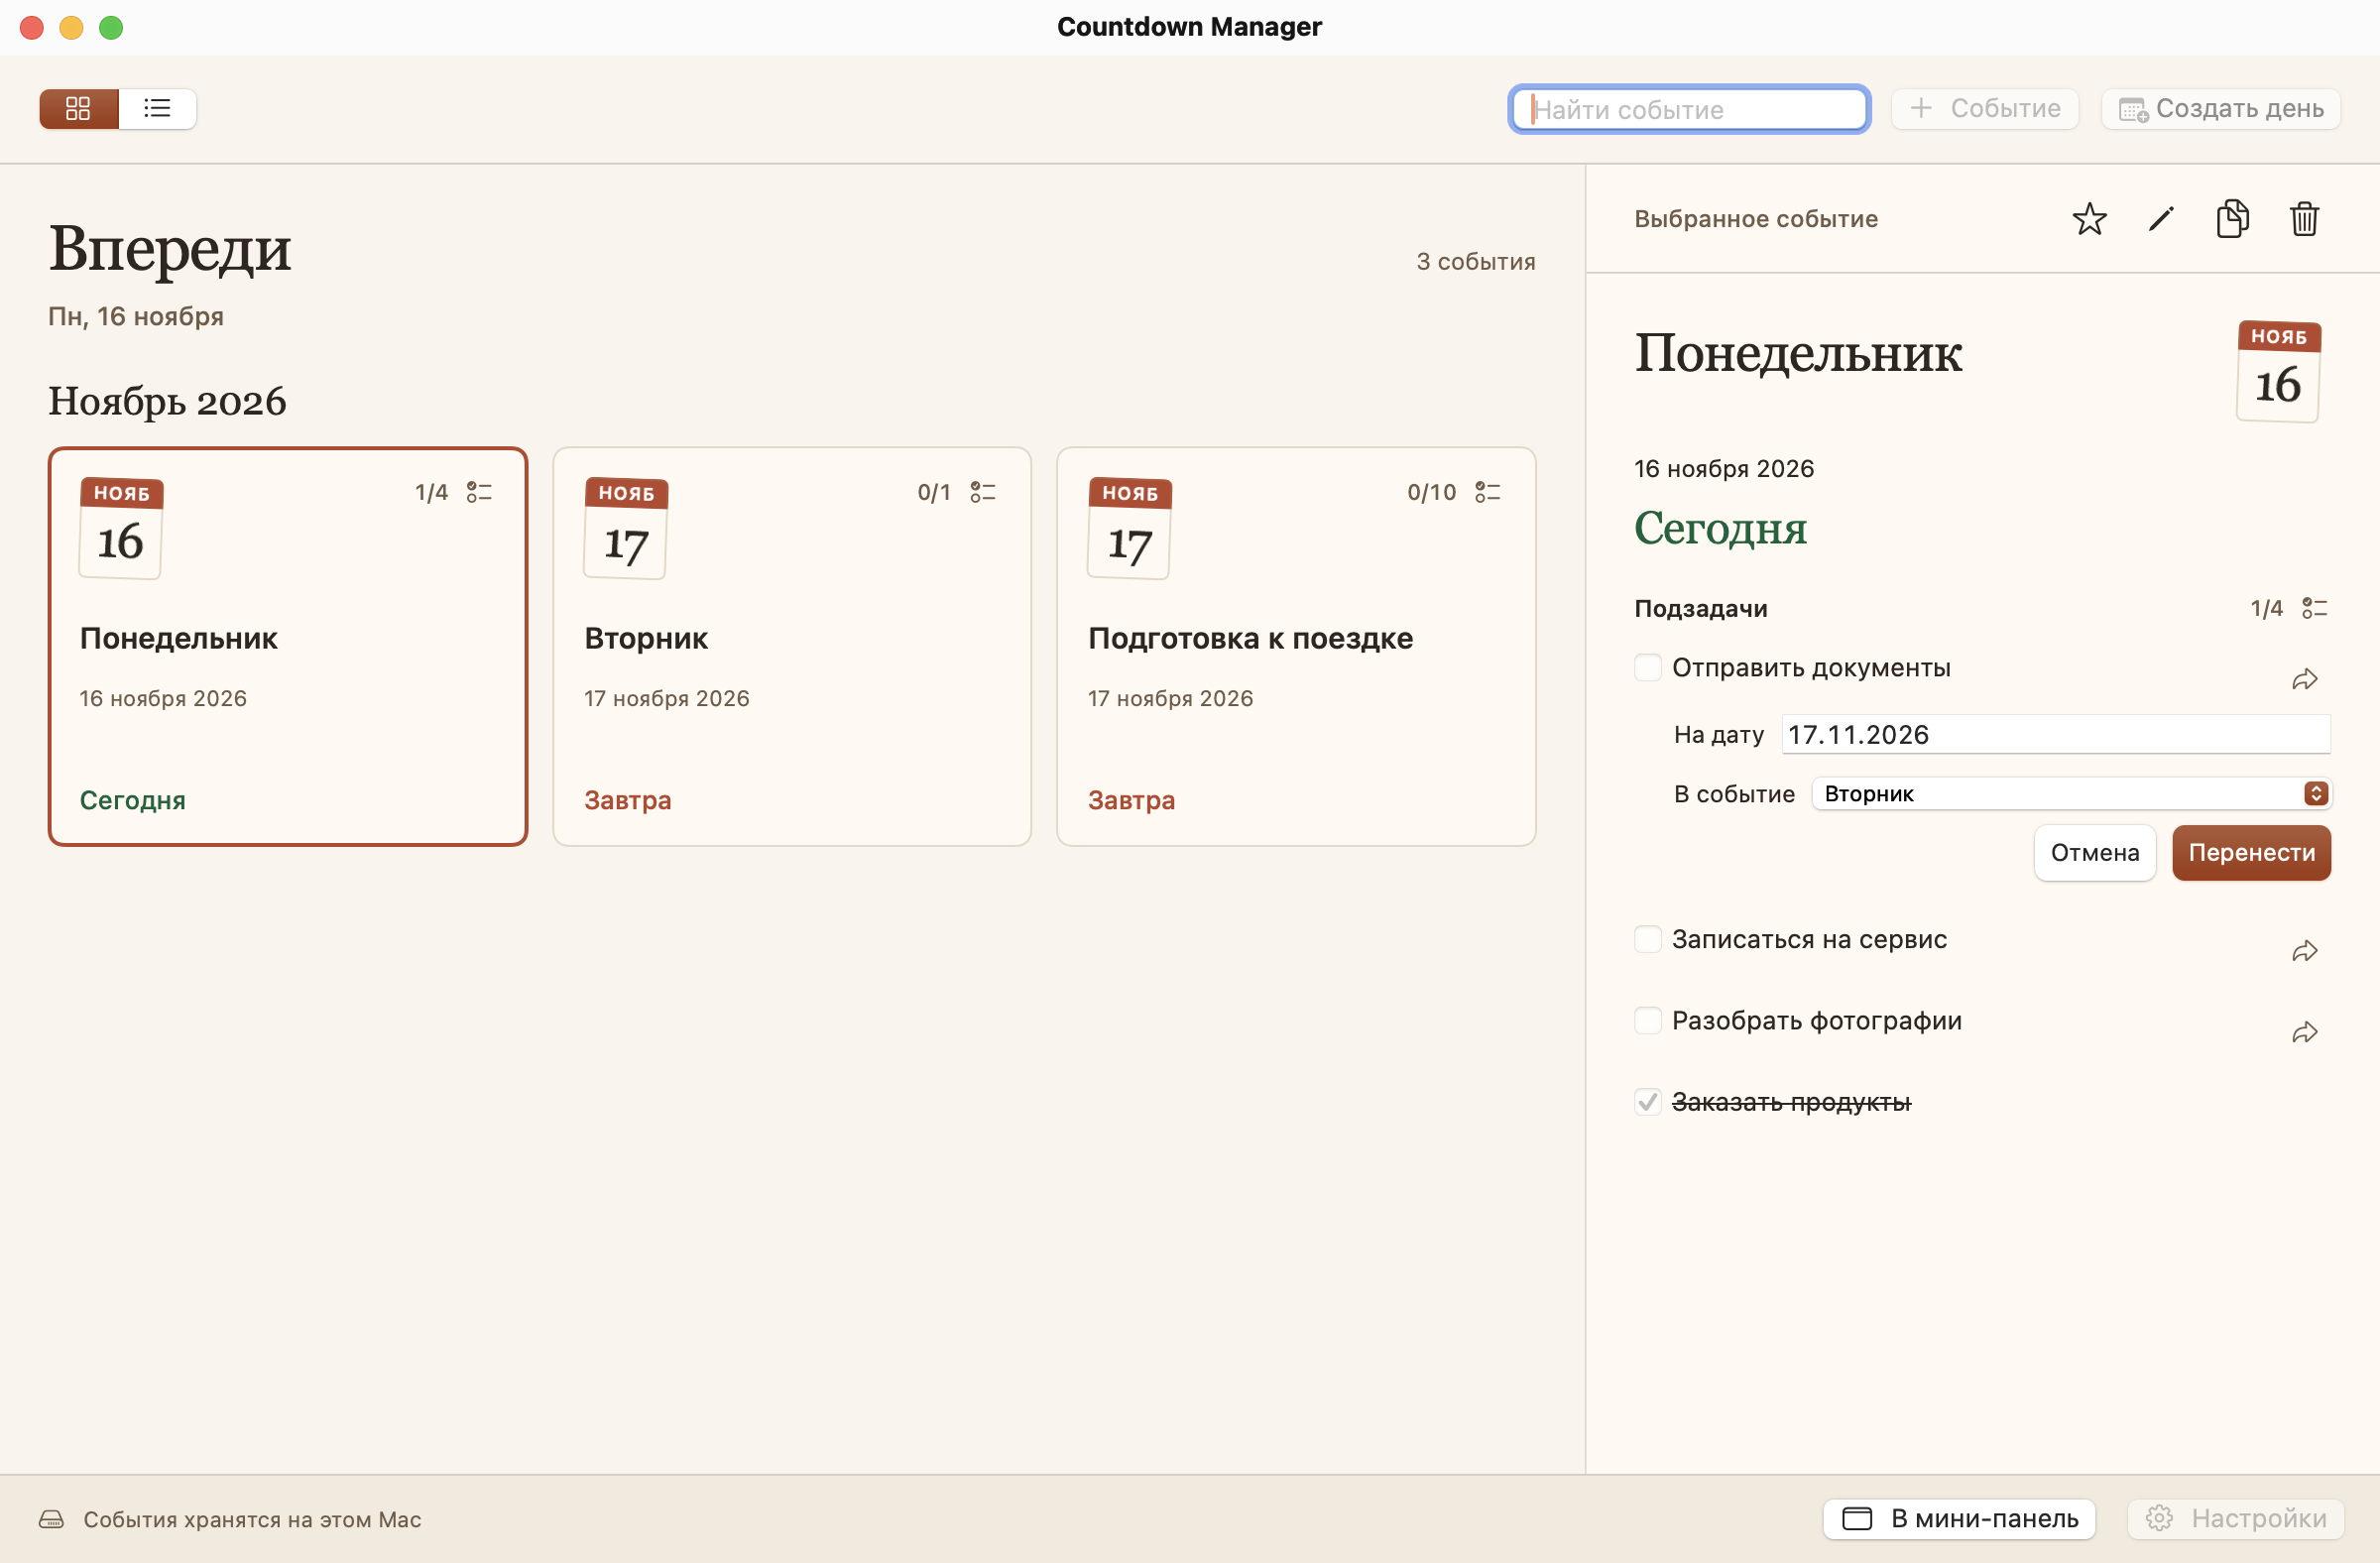 Countdown Manager
Найти событие
Событие
Создать день
Впереди
3 события
Пн, 16 ноября
Ноябрь 2026
НОЯБ
16
1/4
Понедельник
16 ноября 2026
Сегодня
НОЯБ
17
0/1
Вторник
17 ноября 2026
Завтра
НОЯБ
17
0/10
Подготовка к поездке
17 ноября 2026
Завтра
Выбранное событие
Понедельник
НОЯБ
16
16 ноября 2026
Сегодня
Подзадачи 1/4
Отправить документы
На дату 17.11.2026
В событие Вторник
Отмена Перенести
Записаться на сервис
Разобрать фотографии
Заказать продукты
События хранятся на этом Mac
В мини-панель
Настройки